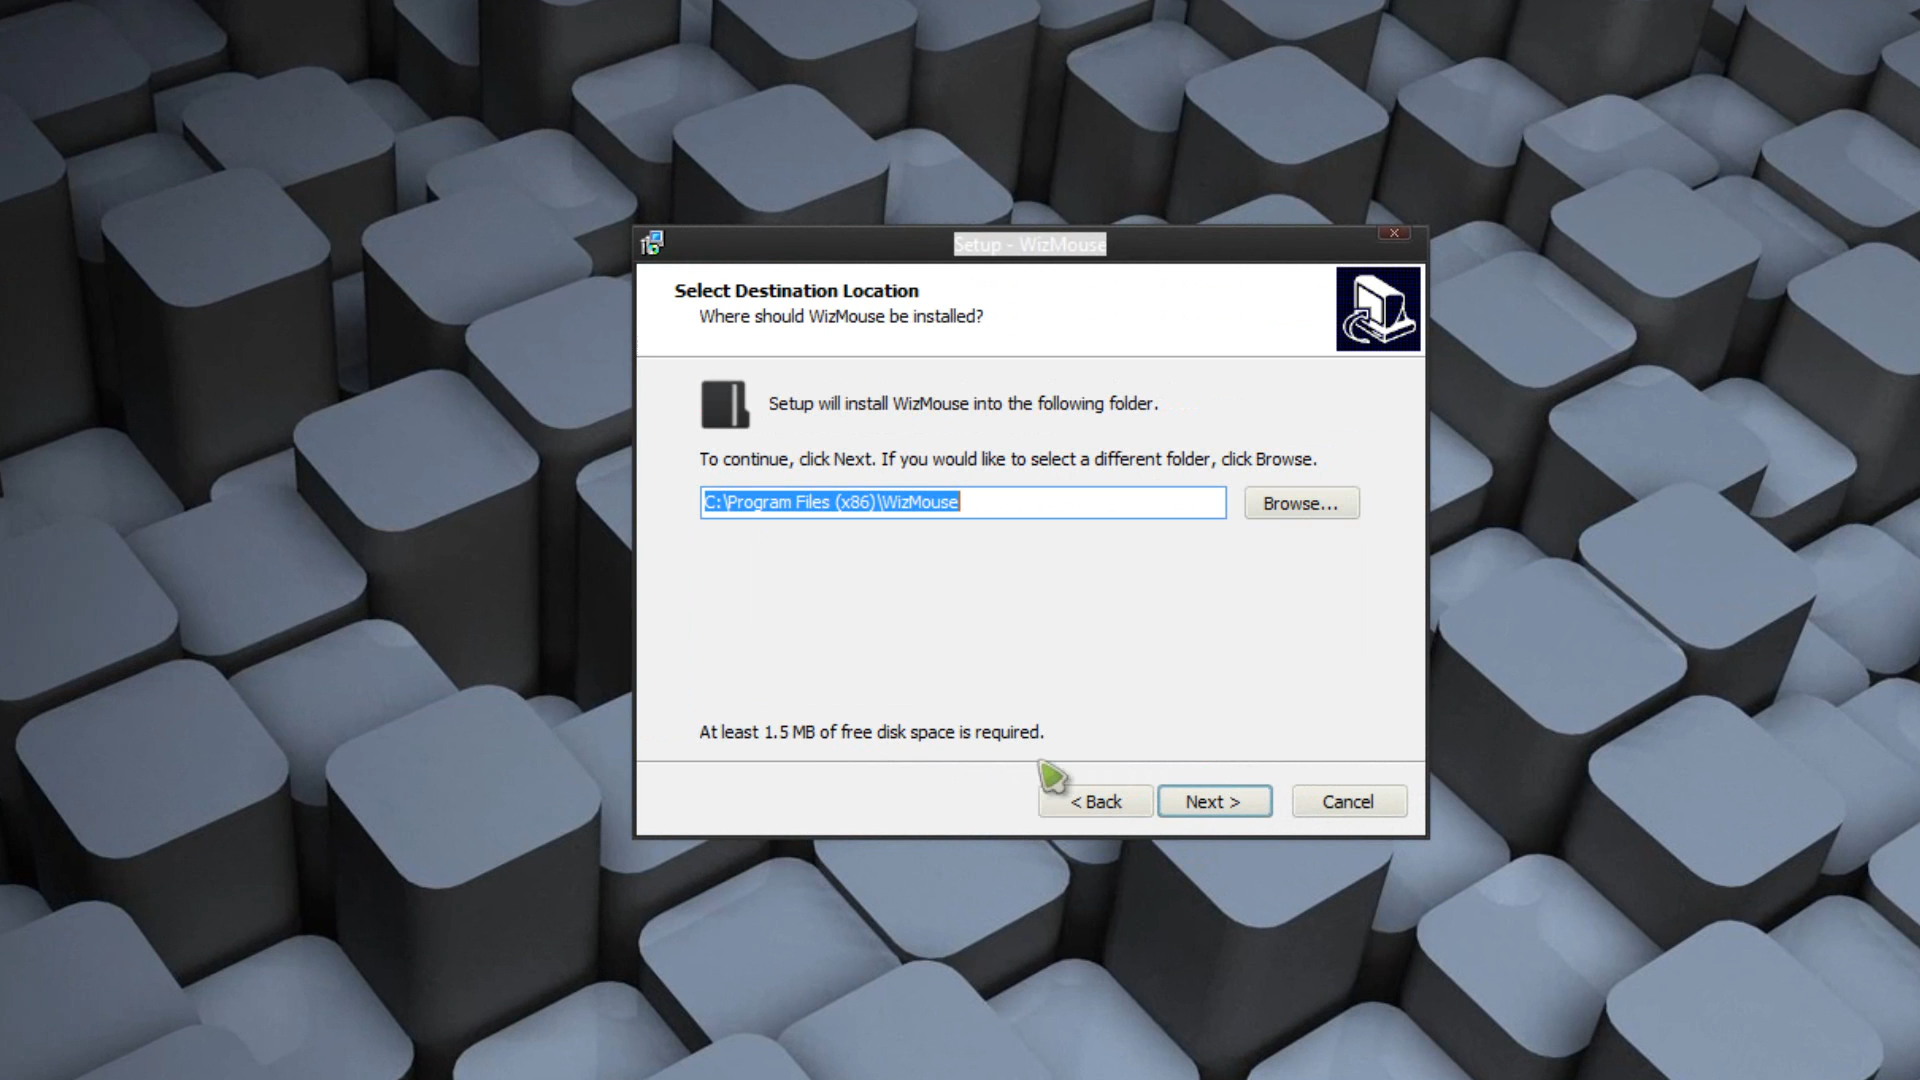 Setup - WizMouse
Select Destination Location
Where should WizMouse be installed?
Setup will install WizMouse into the following folder.
To continue, click Next. If you would like to select a different folder, click Browse.
C:\Program Files (x86)\WizMouse
Browse...
At least 1.5 MB of free disk space is required.
< Back
Next >
Cancel